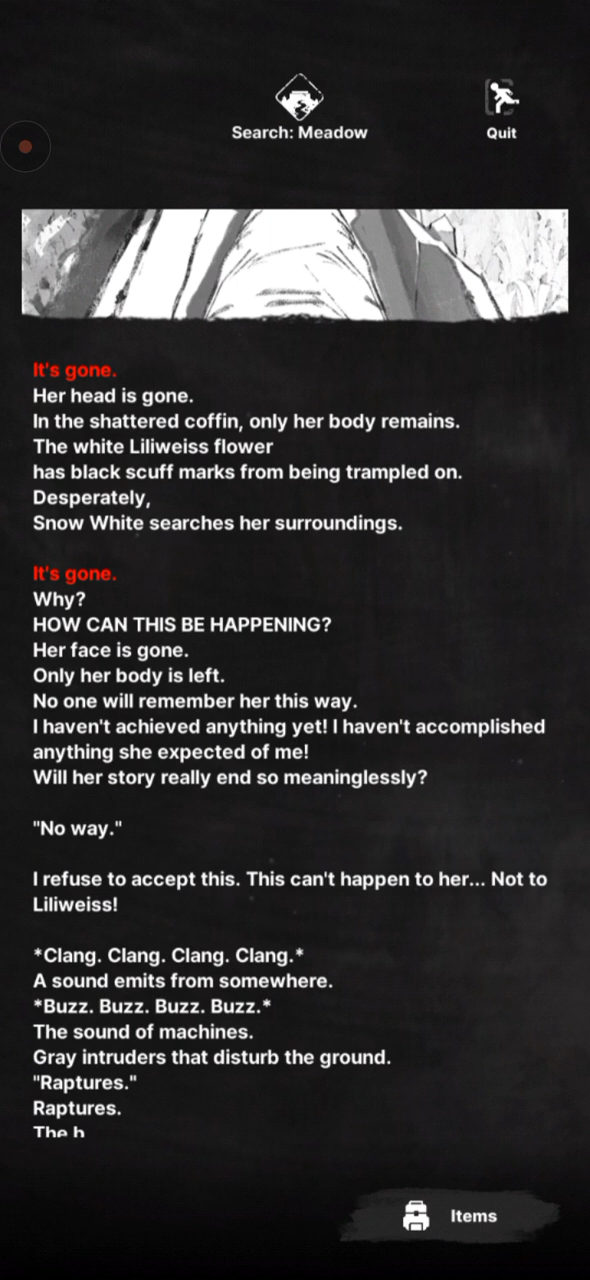 Search: Meadow
Quit
It's gone.
Her head is gone.
In the shattered coffin, only her body remains.
The white Liliweiss flower
has black scuff marks from being trampled on.
Desperately,
Snow White searches her surroundings.
It's gone.
Why?
HOW CAN THIS BE HAPPENING?
Her face is gone.
Only her body is left.
No one will remember her this way.
I haven't achieved anything yet! I haven't accomplished
anything she expected of me!
Will her story really end so meaninglessly?
"No way."
I refuse to accept this. This can't happen to her... Not to
Liliweiss!
*Clang. Clang. Clang. Clang.*
A sound emits from somewhere.
*Buzz. Buzz. Buzz. Buzz.*
The sound of machines.
Gray intruders that disturb the ground.
"Raptures."
Raptures.
The b
Items